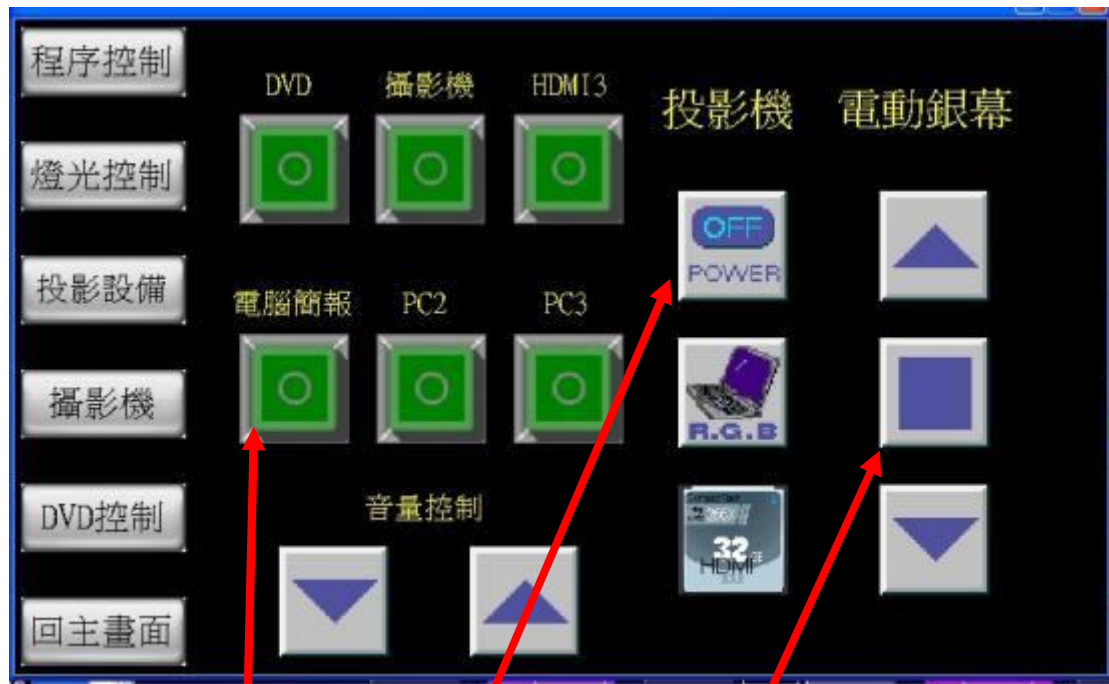 程序控制
燈光控制
投影設備
攝影機
DVD控制
回主畫面
DVD 攝影機 HDMI3
電腦簡報 PC2 PC3
音量控制
投影機 電動銀幕
OFF
POWER
R.G.B
32
HDMI